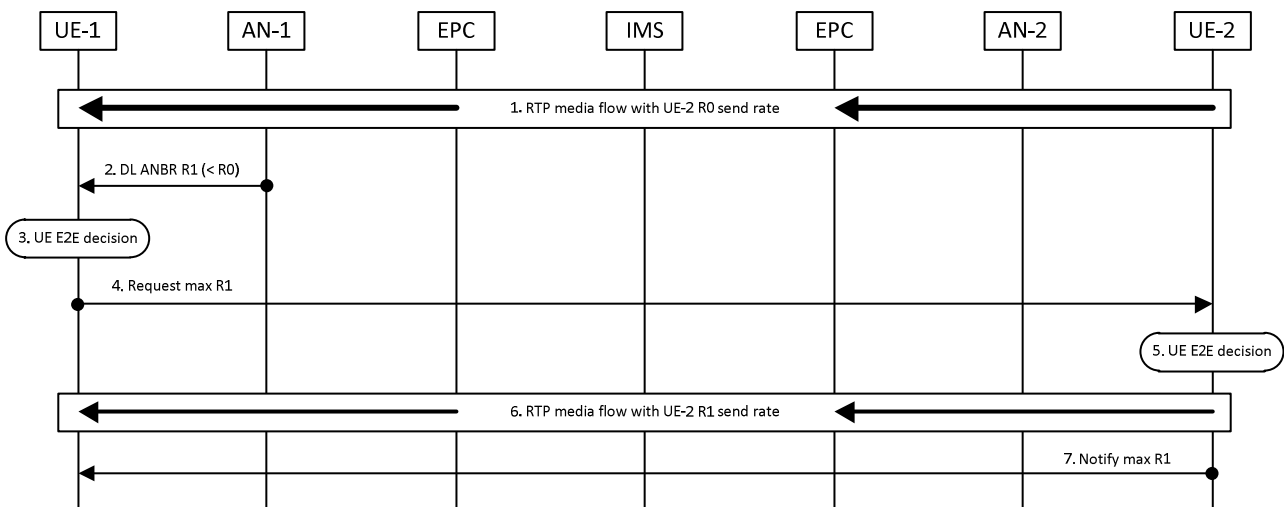 UE-1
AN-1
EPC
IMS
EPC
AN-2
UE-2
1. RTP media flow with UE-2 R0 send rate
2. DL ANBR R1 (< R0)
3. UE E2E decision
4. Request max R1
5. UE E2E decision
6. RTP media flow with UE-2 R1 send rate
7. Notify max R1